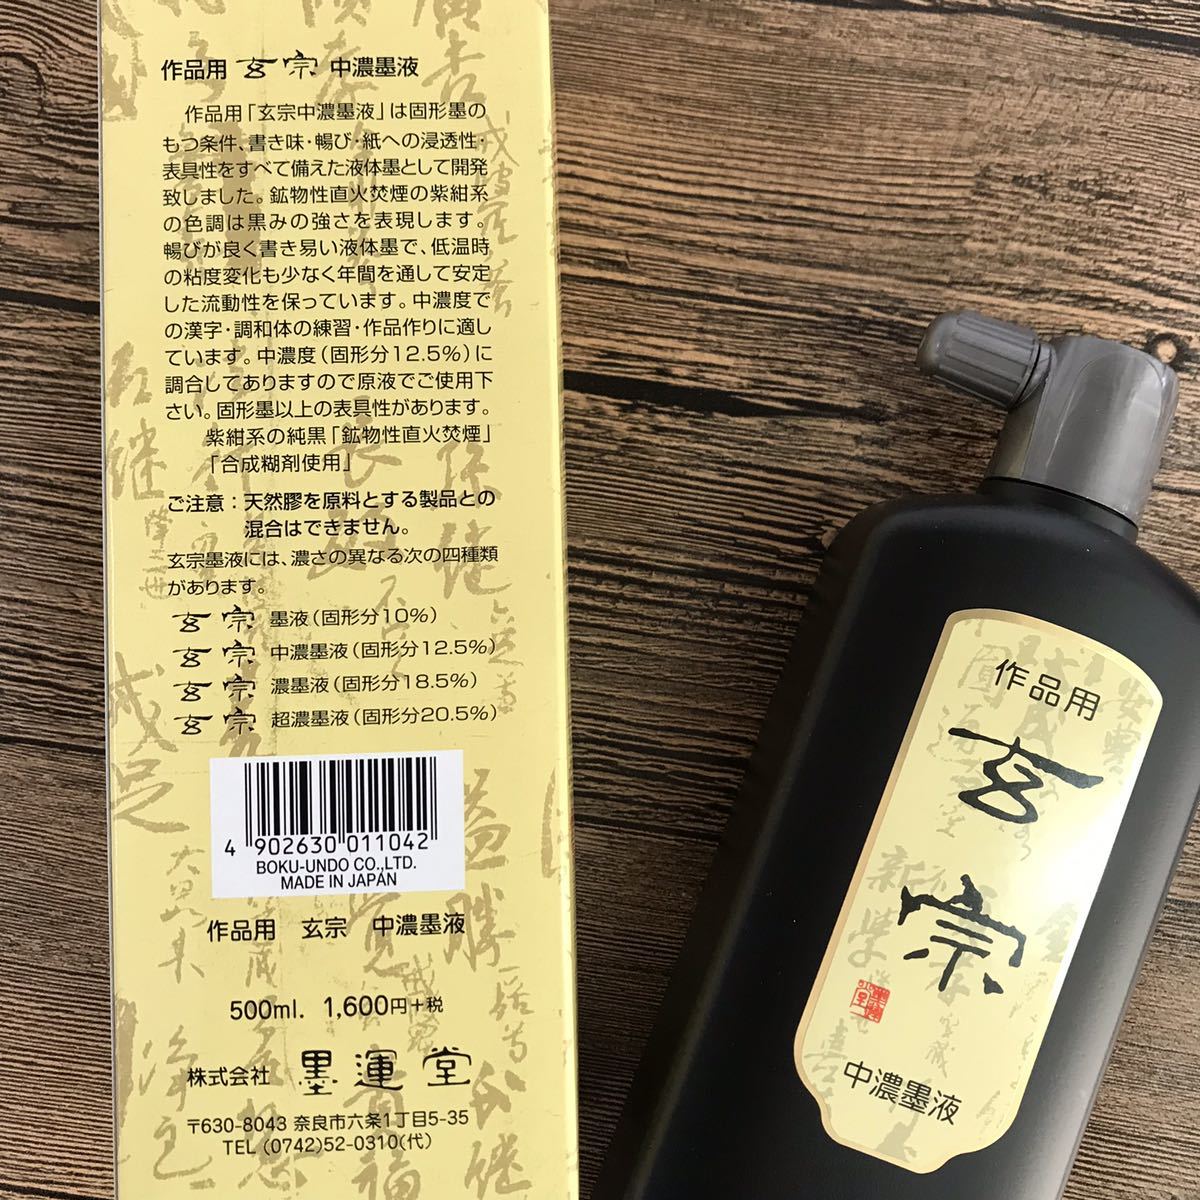 作品用 玄宗 中濃墨液
作品用「玄宗中濃墨液」は固形墨の
もつ条件、書き味・暢び・紙への浸透性・
表具性をすべて備えた液体墨として開発
致しました。鉱物性直火焚煙の紫紺系
の色調は黒みの強さを表現します。
暢びが良く書き易い液体墨で、低温時
の粘度変化も少なく年間を通して安定
した流動性を保っています。中濃度で
の漢字・調和体の練習・作品作りに適し
ています。中濃度（固形分12.5%）に
調合してありますので原液でご使用下
さい。固形墨以上の表具性があります。
紫紺系の純黒「鉱物性直火焚煙」
「合成糊剤使用」
ご注意：天然膠を原料とする製品との
混合はできません。
玄宗墨液には、濃さの異なる次の四種類
があります。
玄宗 墨液（固形分10%）
玄宗 中濃墨液（固形分12.5%）
玄宗 濃墨液（固形分18.5%）
玄宗 超濃墨液（固形分20.5%）
4 902630 011042
BOKU-UNDO CO.,LTD.
MADE IN JAPAN
作品用 玄宗 中濃墨液
500ml. 1,600円+税
株式会社 墨運堂
〒630-8043 奈良市六条1丁目5-35
TEL (0742)52-0310(代)
作品用
玄宗
中濃墨液